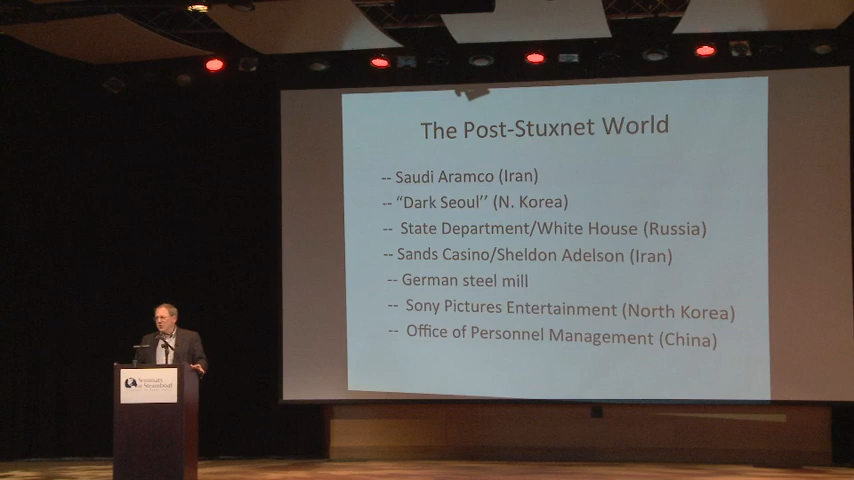 The Post-Stuxnet World
-- Saudi Aramco (Iran)
-- “Dark Seoul’’ (N. Korea)
-- State Department/White House (Russia)
-- Sands Casino/Sheldon Adelson (Iran)
-- German steel mill
-- Sony Pictures Entertainment (North Korea)
-- Office of Personnel Management (China)
Seminars
at Steamboat